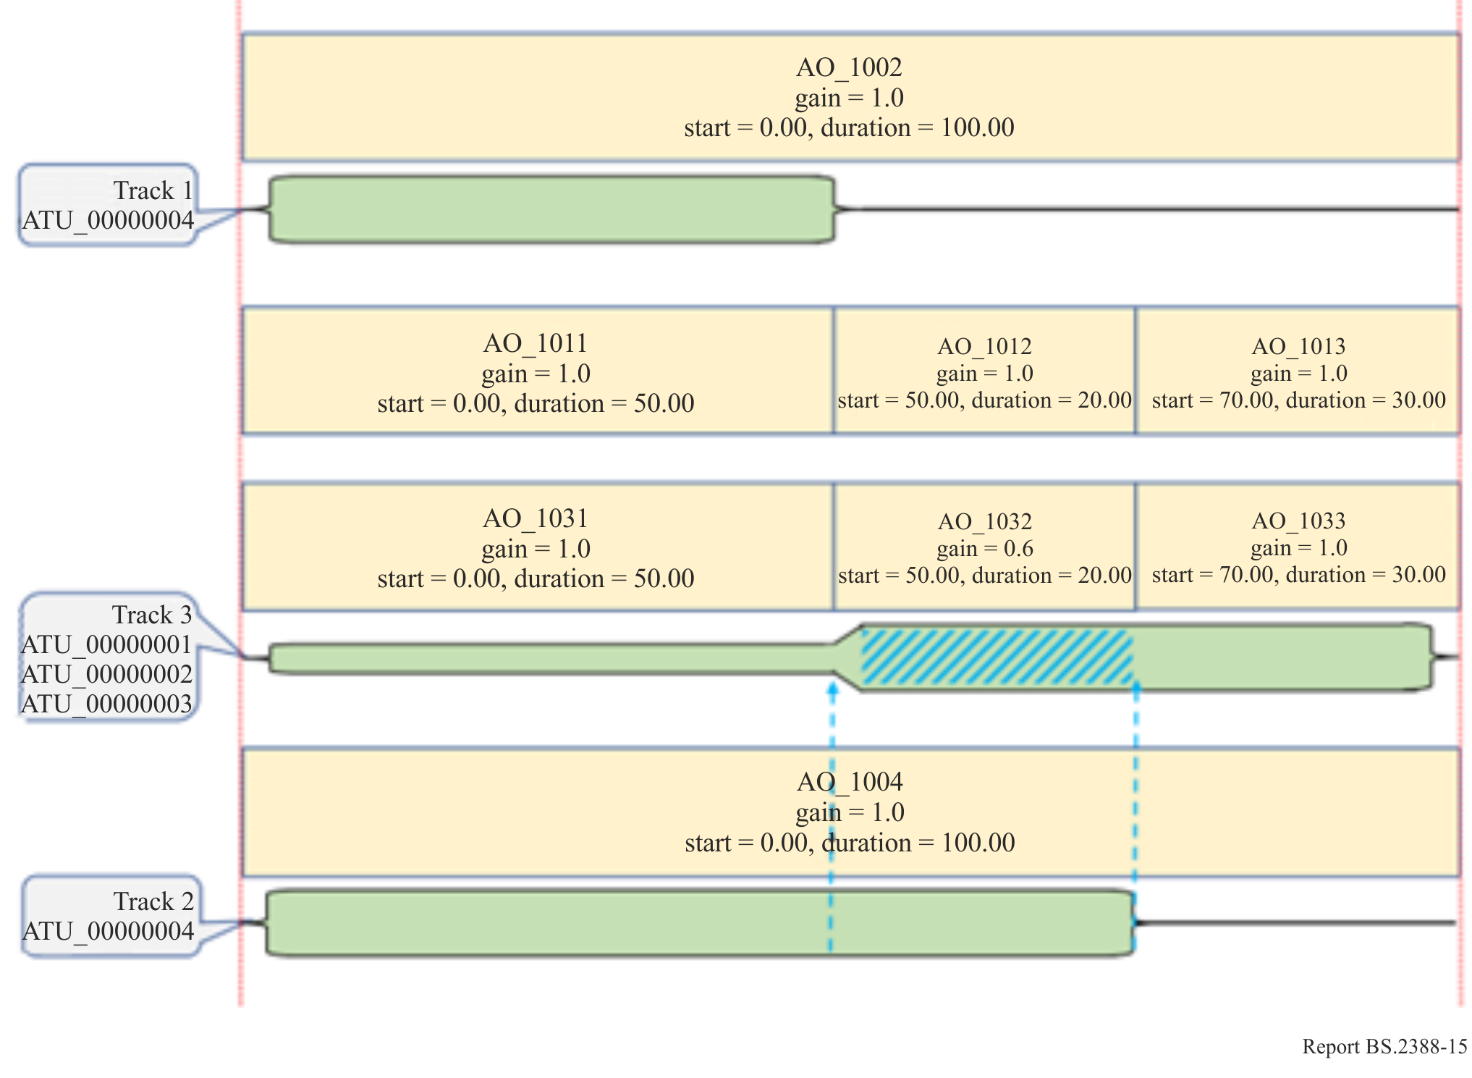 AO_1002
gain = 1.0
start = 0.00, duration = 100.00
Track 1
ATU_00000004
AO_1011
gain = 1.0
start = 0.00, duration = 50.00
AO_1012
gain = 1.0
start = 50.00, duration = 20.00
AO_1013
gain = 1.0
start = 70.00, duration = 30.00
AO_1031
gain = 1.0
start = 0.00, duration = 50.00
AO_1032
gain = 0.6
start = 50.00, duration = 20.00
AO_1033
gain = 1.0
start = 70.00, duration = 30.00
Track 3
ATU_00000001
ATU_00000002
ATU_00000003
AO_1004
gain = 1.0
start = 0.00, duration = 100.00
Track 2
ATU_00000004
Report BS.2388-15